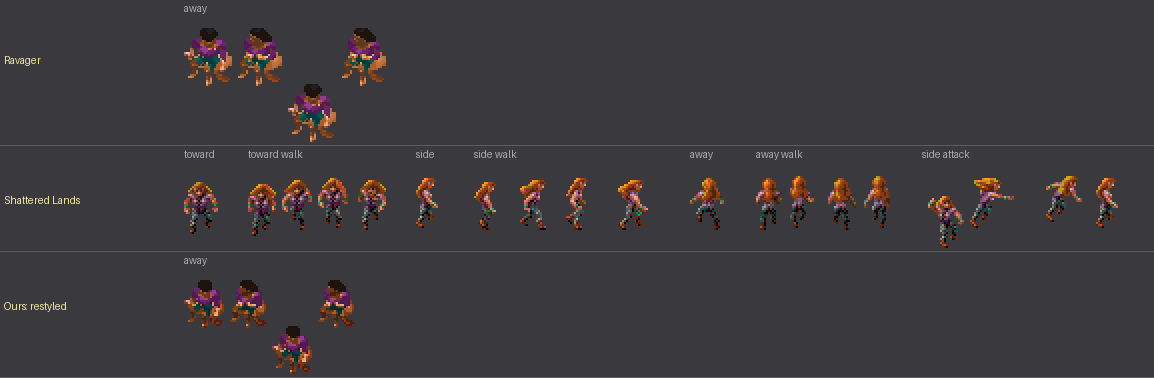 away
Ravager
toward toward walk side side walk away away walk side attack
Shattered Lands
away
Ours: restyled